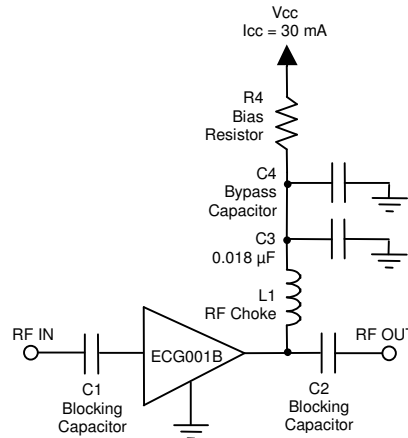 Vcc
Icc = 30 mA
R4
Bias
Resistor
C4
Bypass
Capacitor
C3
0.018 µF
L1
RF Choke
RF IN
ECG001B
RF OUT
C1
Blocking
Capacitor
C2
Blocking
Capacitor